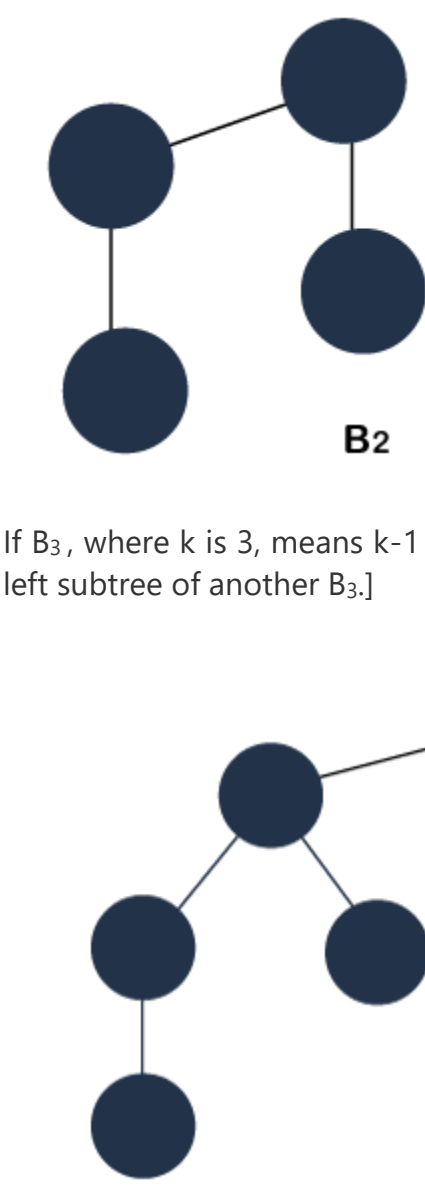 B2
If B₃, where k is 3, means k-1
left subtree of another B₃.]